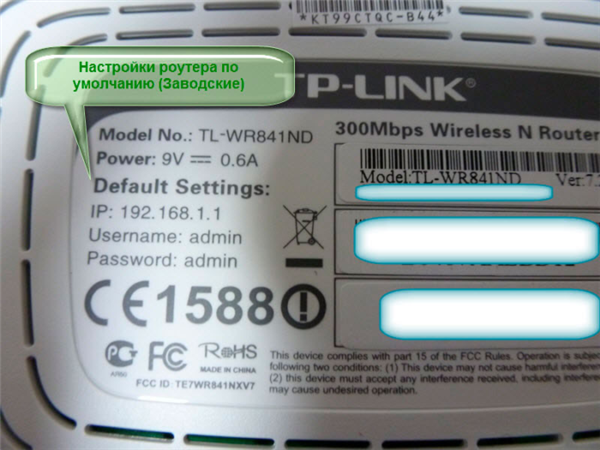 *KT99CTQC-B44*
Настройки роутера по
умолчанию (Заводские)
TP-LINK®
Model No.: TL-WR841ND
300Mbps Wireless N Router
Power: 9V 0.6A
Model:TL-WR841ND Ver:7.
Default Settings:
IP: 192.168.1.1
Username: admin
Password: admin
CE1588
FC RoHS
MADE IN CHINA
FCC ID: TE7WR841NXV7
This device complies with part 15 of the FCC Rules. Operation is subjec
following two conditions: (1) This device may not cause harmful interfere
(2) this device must accept any interference received, including interferen
may cause undesired operation.